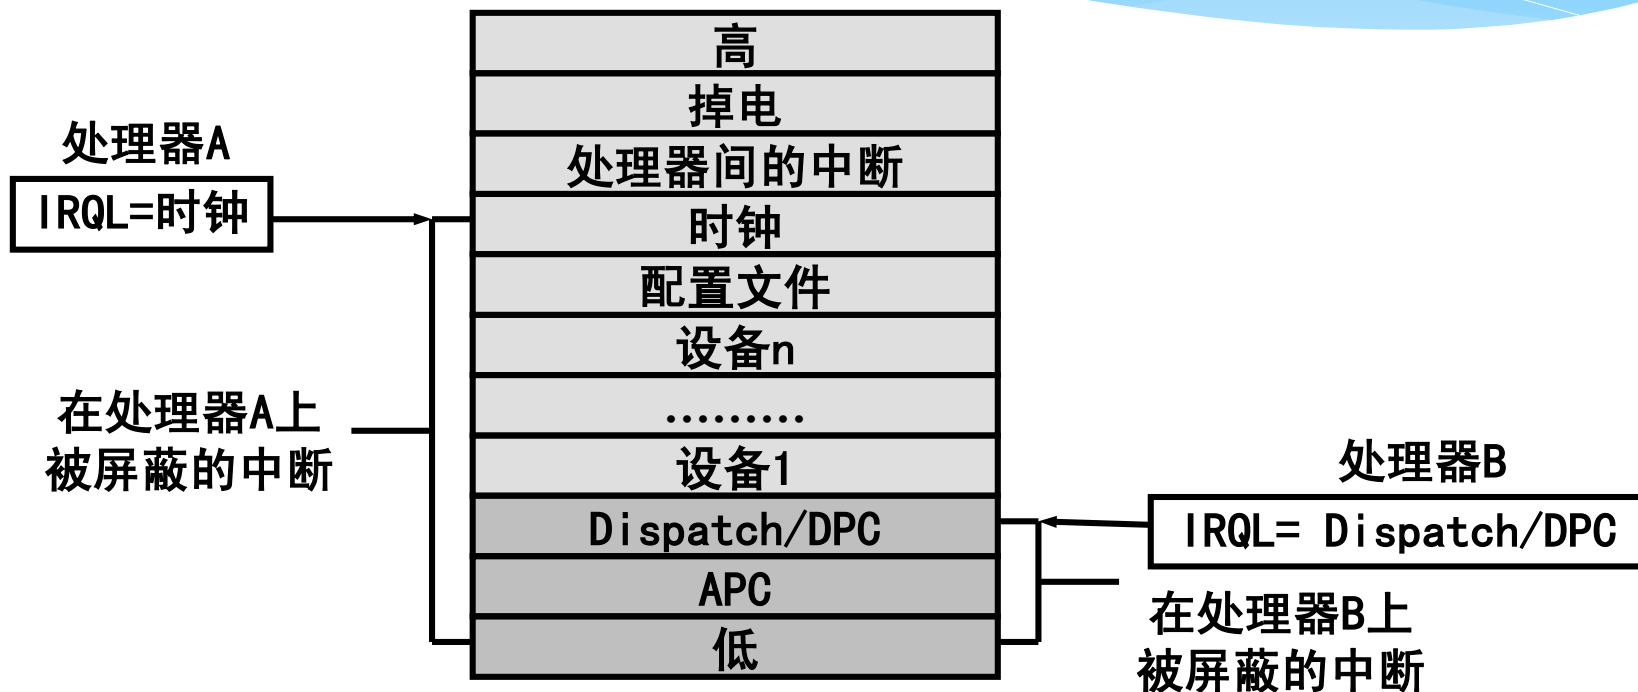 高
掉电
处理器A
处理器间的中断
IRQL=时钟
时钟
配置文件
设备n
.........
在处理器A上
被屏蔽的中断
设备1
处理器B
Dispatch/DPC
IRQL= Dispatch/DPC
APC
在处理器B上
被屏蔽的中断
低